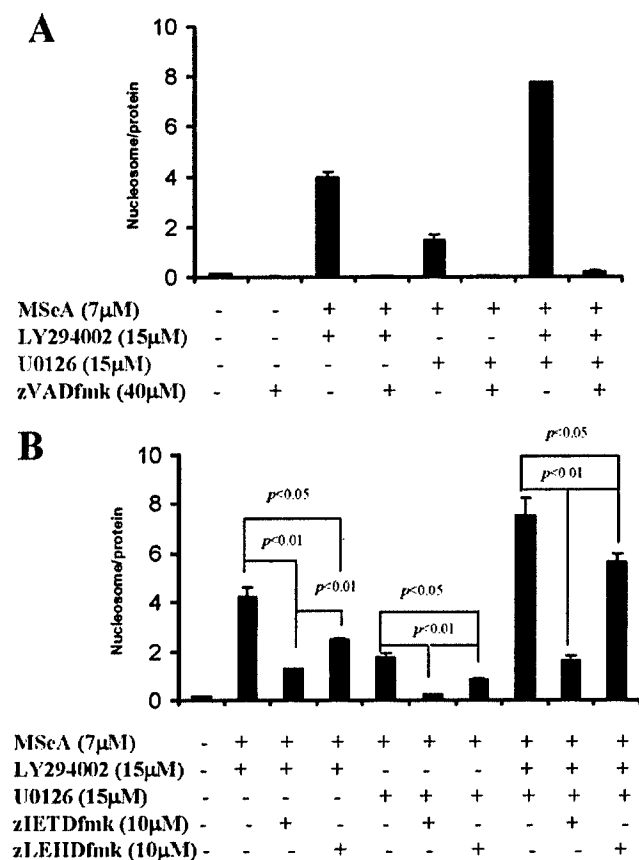 A
Nucleosome/protein
10
8
6
4
2
0
MSeA (7μM) - - + + + + + +
LY294002 (15μM) - - + + - - + +
U0126 (15μM) - - - - + + + +
zVADfmk (40μM) - + - + - + - +
B
Nucleosome/protein
10
8
6
4
2
0
p<0.05
p<0.01
p<0.01
p<0.05
p<0.01
p<0.05
p<0.01
MSeA (7μM) - + + + + + + + + +
LY294002 (15μM) - + + + - - - + + +
U0126 (15μM) - - - - + + + + + +
zIETDfmk (10μM) - - + - - + - - + -
zLEHDfmk (10μM) - - - + - - + - - +